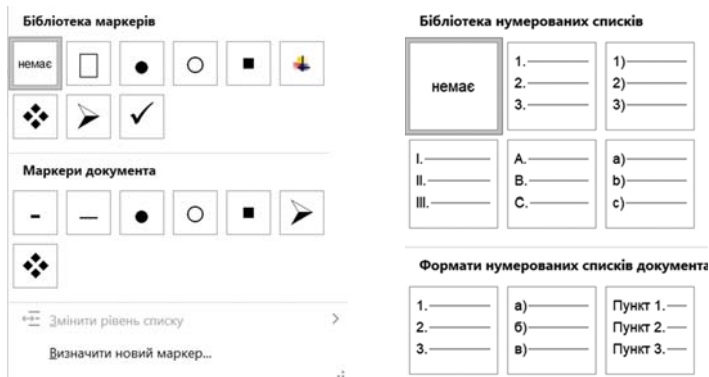 Бібліотека маркерів
немає
Маркери документа
Змінити рівень списку
Визначити новий маркер...
Бібліотека нумерованих списків
немає
1.
2.
3.
1)
2)
3)
I.
II.
III.
A.
B.
C.
a)
b)
c)
Формати нумерованих списків документа
1.
2.
3.
а)
б)
в)
Пункт 1.
Пункт 2.
Пункт 3.